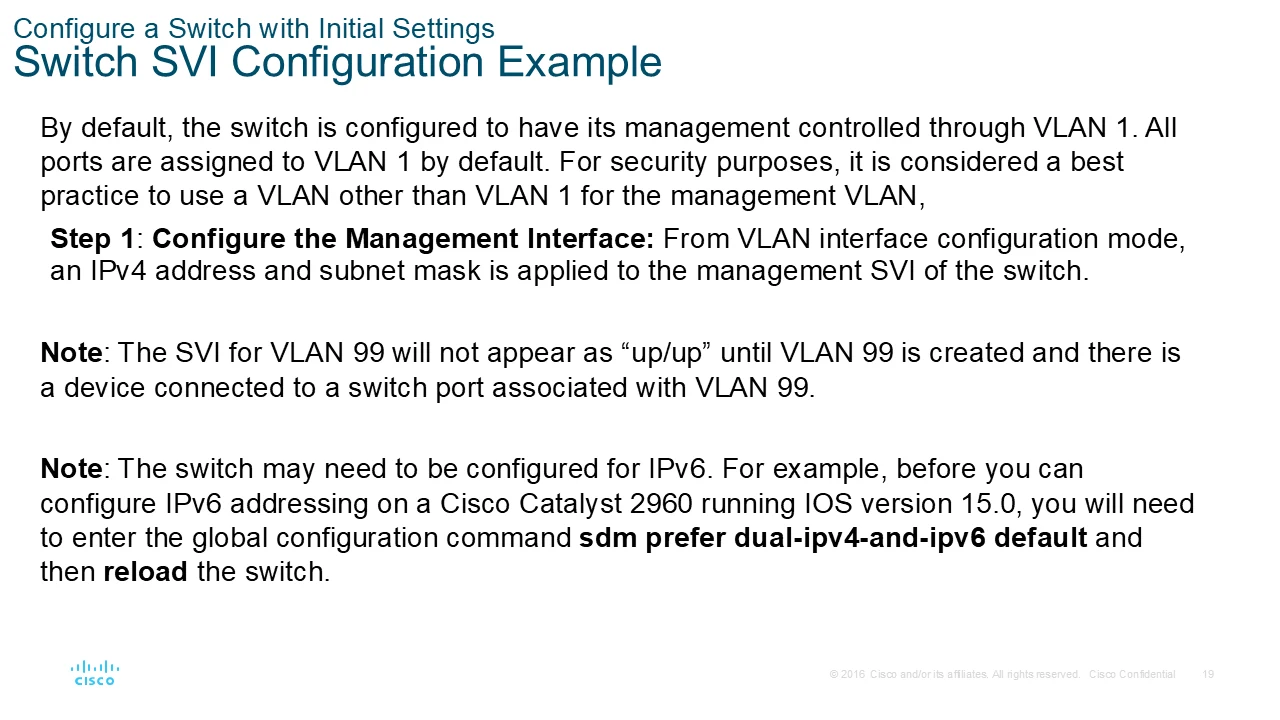 Configure a Switch with Initial Settings
Switch SVI Configuration Example
By default, the switch is configured to have its management controlled through VLAN 1. All
ports are assigned to VLAN 1 by default. For security purposes, it is considered a best
practice to use a VLAN other than VLAN 1 for the management VLAN,
Step 1: Configure the Management Interface: From VLAN interface configuration mode,
an IPv4 address and subnet mask is applied to the management SVI of the switch.
Note: The SVI for VLAN 99 will not appear as “up/up” until VLAN 99 is created and there is
a device connected to a switch port associated with VLAN 99.
Note: The switch may need to be configured for IPv6. For example, before you can
configure IPv6 addressing on a Cisco Catalyst 2960 running IOS version 15.0, you will need
to enter the global configuration command sdm prefer dual-ipv4-and-ipv6 default and
then reload the switch.
CISCO
© 2016 Cisco and/or its affiliates. All rights reserved. Cisco Confidential 19